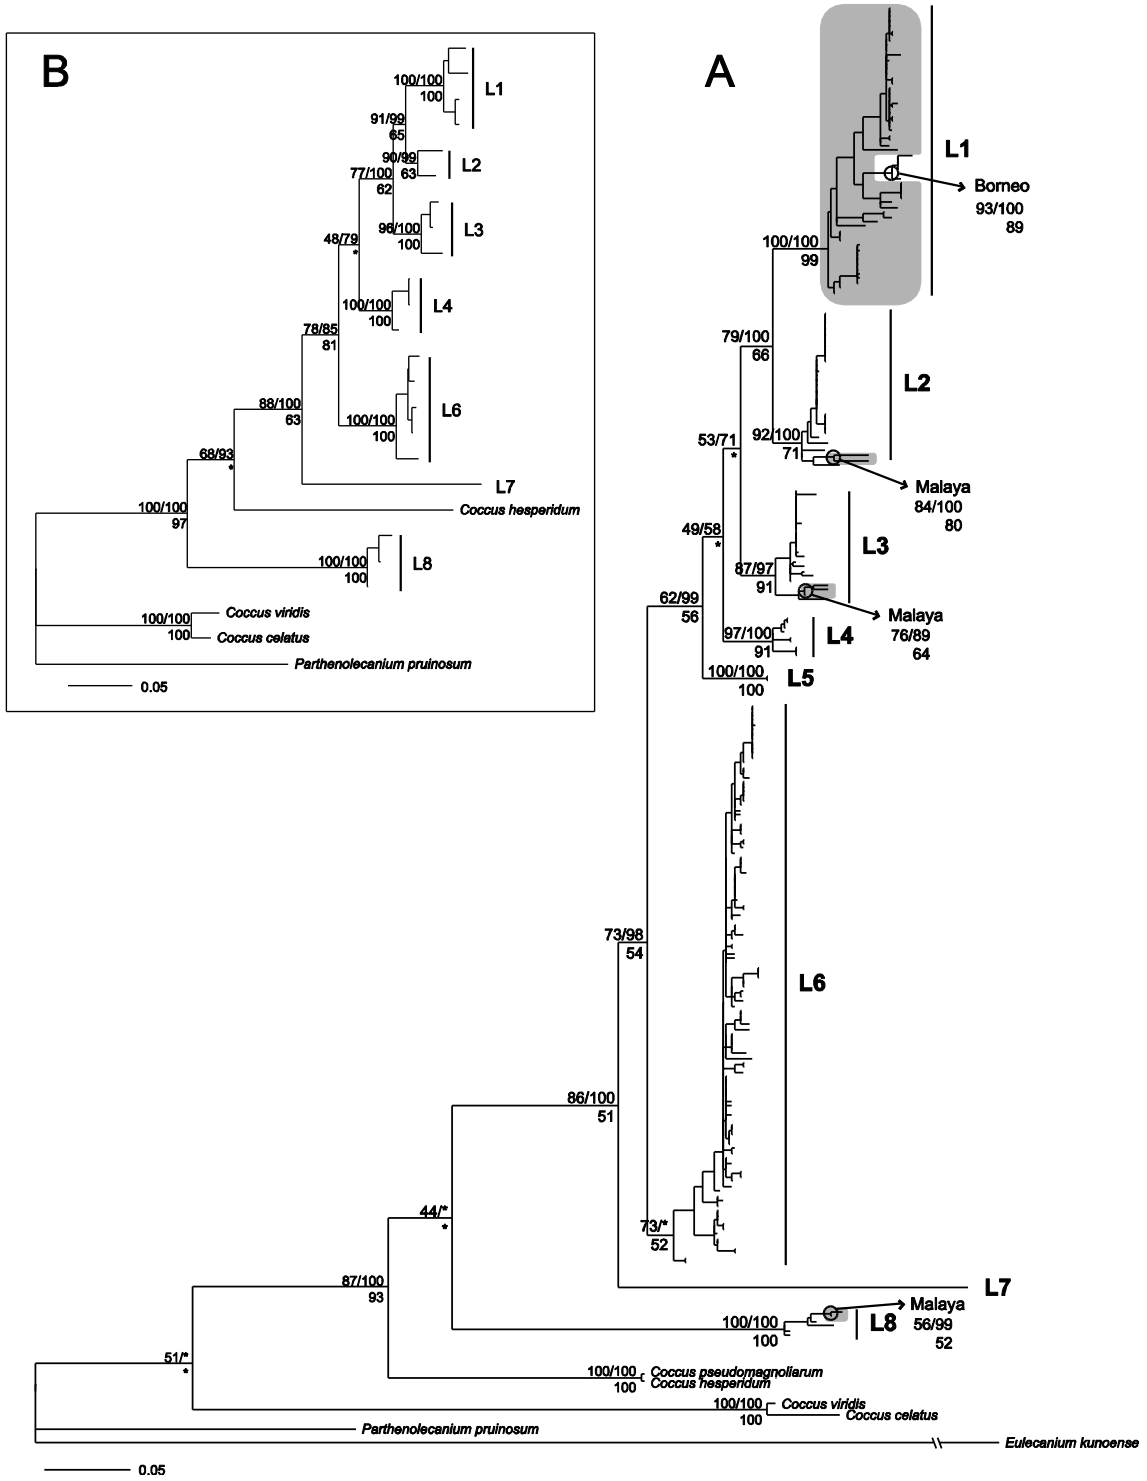 B
100/100
100
L1
91/99
65
90/99
63
L2
77/100
62
96/100
100
L3
48/79
*
100/100
100
L4
78/85
81
100/100
100
L6
88/100
63
68/93
*
L7
Coccus hesperidum
100/100
97
100/100
100
L8
100/100
100
Coccus viridis
Coccus celatus
Parthenolecanium pruinosum
0.05
A
L1
Borneo
93/100
89
100/100
99
79/100
66
L2
92/100
71
53/71
*
Malaya
84/100
80
49/58
*
L3
87/97
91
Malaya
76/89
64
62/99
56
97/100
91
L4
100/100
100
L5
73/98
54
L6
86/100
51
73/*
52
44/*
*
87/100
93
L7
Malaya
56/99
52
100/100
100
L8
51/*
*
100/100
100
Coccus pseudomagnoliarum
Coccus hesperidum
100/100
100
Coccus viridis
Coccus celatus
Parthenolecanium pruinosum
Eulecanium kunoense
0.05